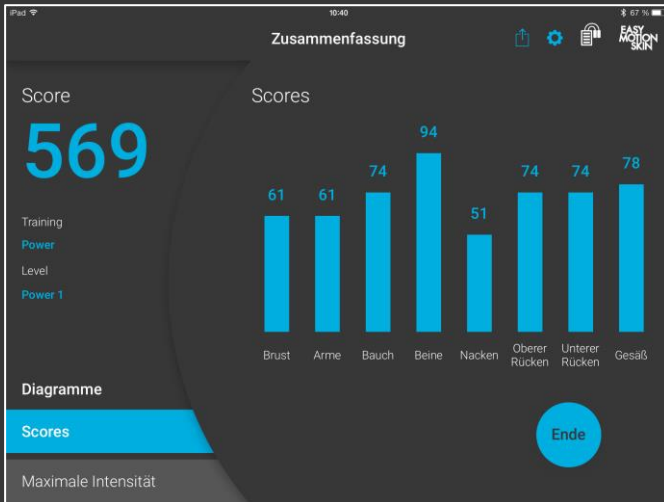 iPad
10:40
67 %
Zusammenfassung
EASY
MOTION
SKIN
Score
569
Training
Power
Level
Power 1
Diagramme
Scores
Maximale Intensität
Scores
61
61
74
94
51
74
74
78
Brust
Arme
Bauch
Beine
Nacken
Oberer
Rücken
Unterer
Rücken
Gesäß
Ende